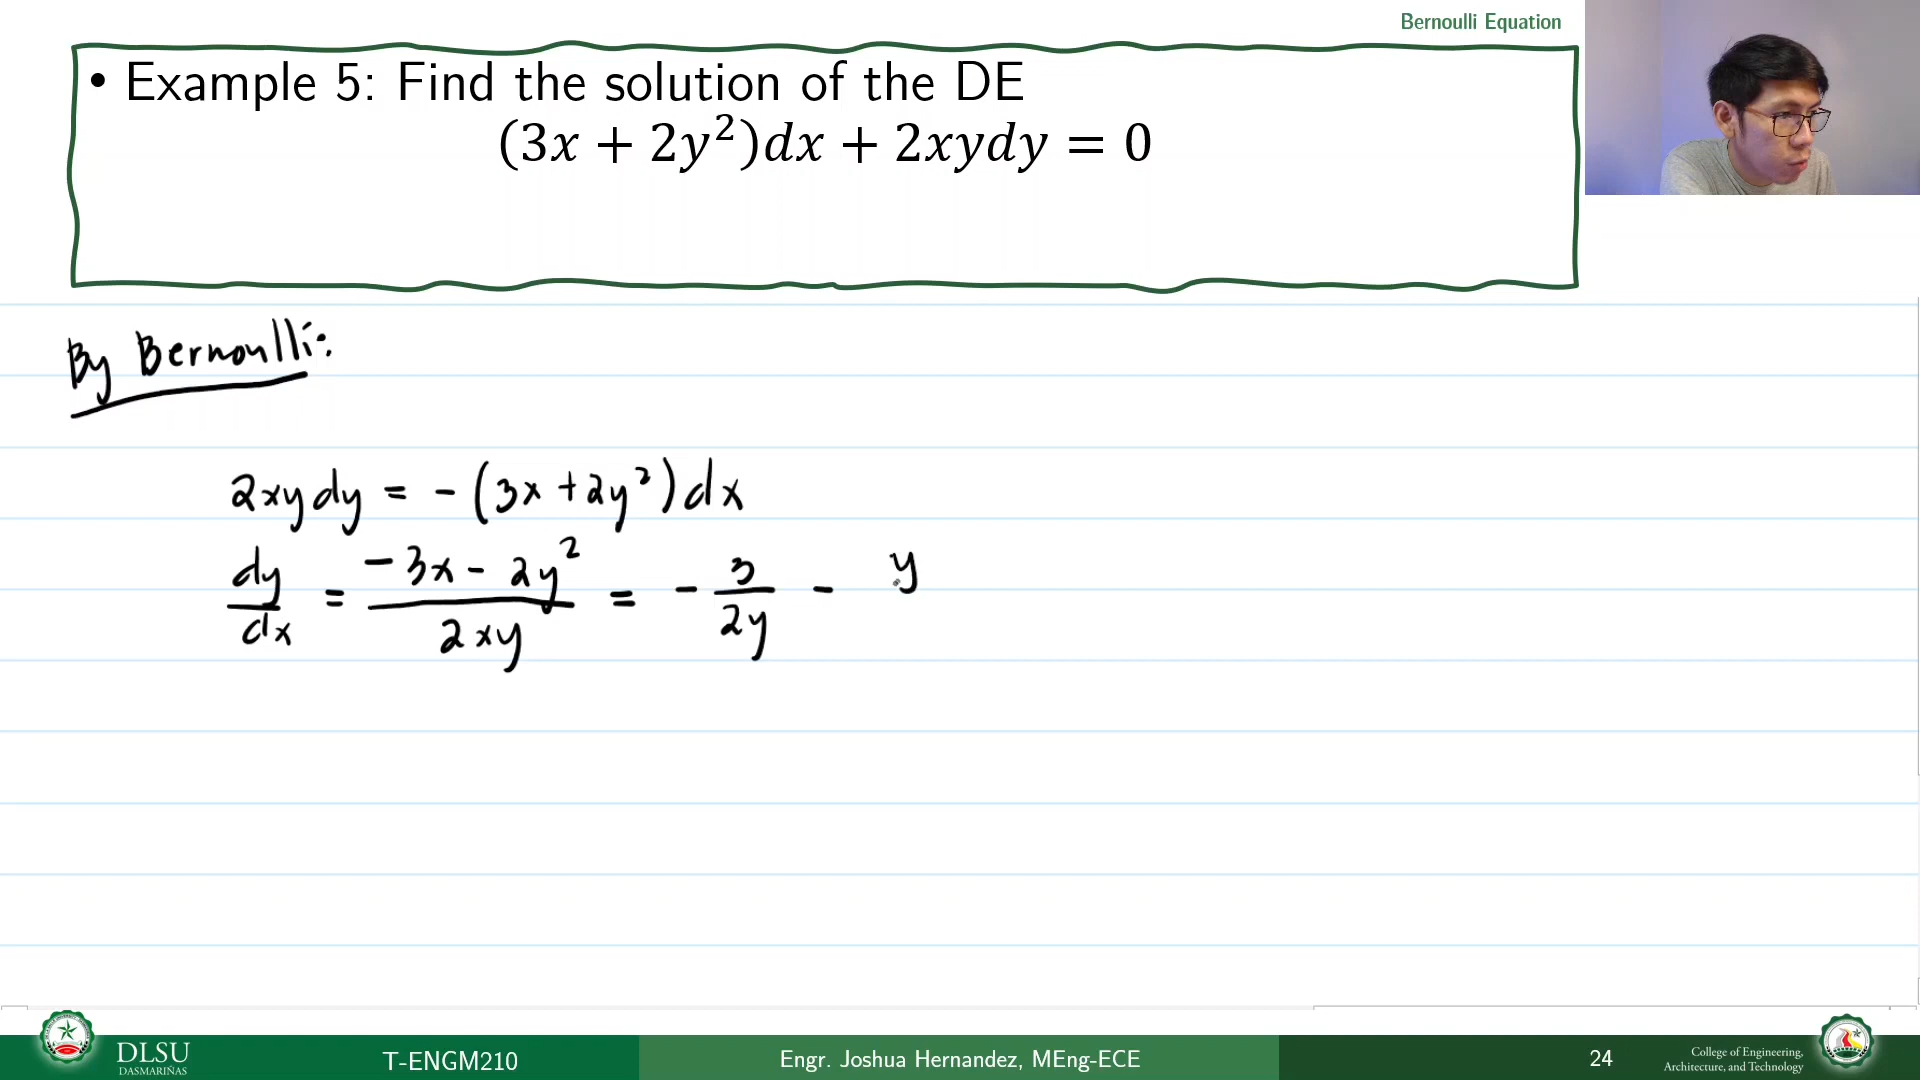 Bernoulli Equation
• Example 5: Find the solution of the DE
(3x + 2y²)dx + 2xydy = 0
By Bernoulli:
2xydy = - (3x + 2y²)dx
dy/dx = (-3x - 2y²)/(2xy) = - 3/(2y) - y
DLSU
DASMARIÑAS
T-ENGM210
Engr. Joshua Hernandez, MEng-ECE
24
College of Engineering,
Architecture, and Technology